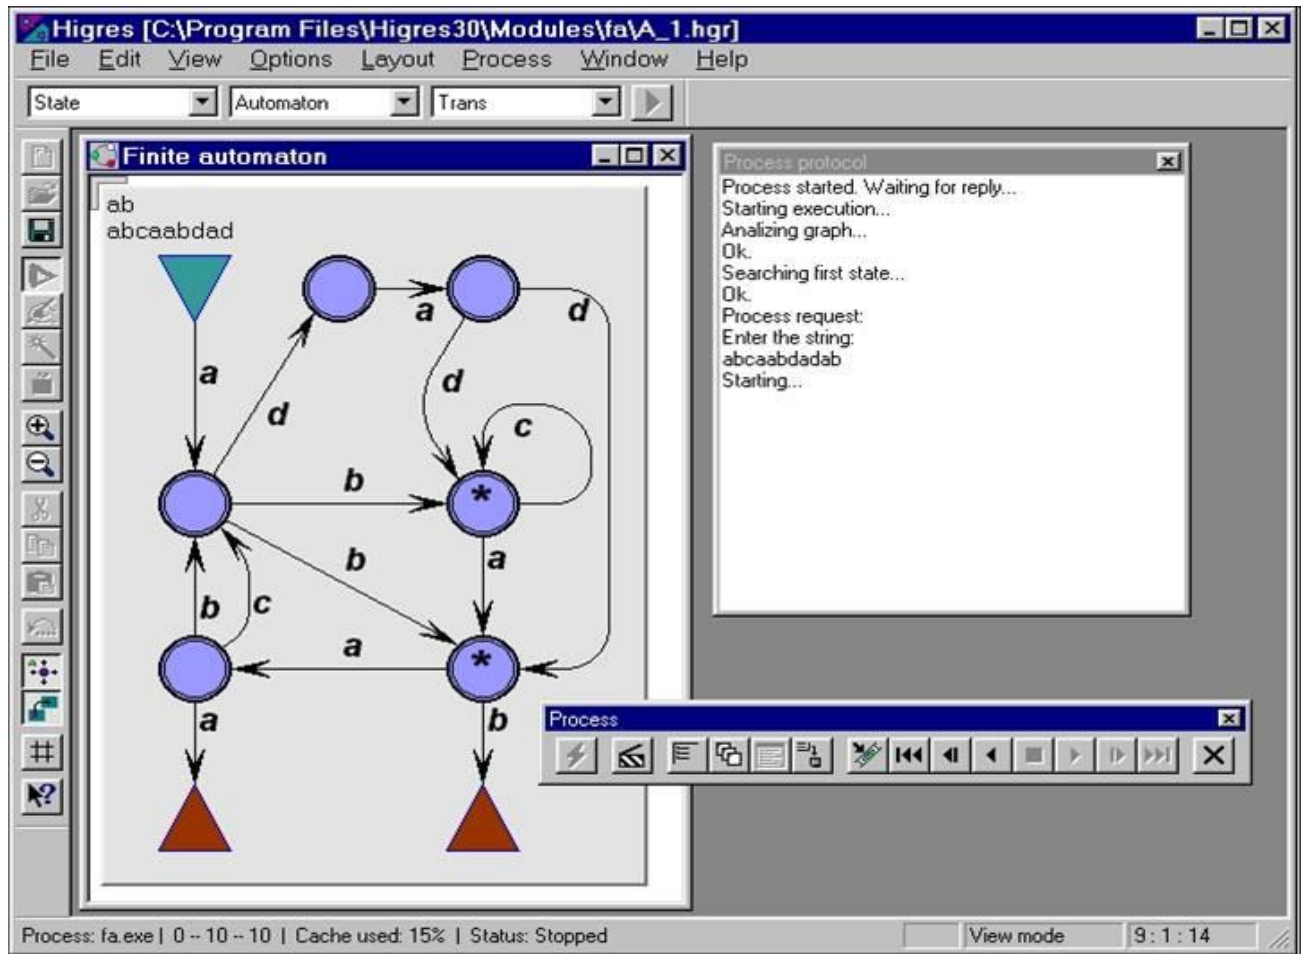 Higres [C:\Program Files\Higres30\Modules\fa\A_1.hgr]
File Edit View Options Layout Process Window Help
State Automaton Trans
Finite automaton
ab
abcaabdad
a d
a
d
d
c
b
b
a
b c
a
* *
a b
Process protocol
Process started. Waiting for reply...
Starting execution...
Analizing graph...
Ok.
Searching first state...
Ok.
Process request:
Enter the string:
abcaabdadab
Starting...
Process
Process: fa.exe | 0 -- 10 -- 10 | Cache used: 15% | Status: Stopped View mode 9 : 1 : 14